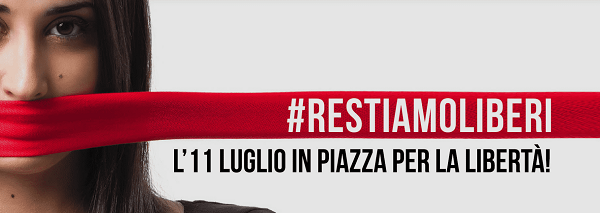 #RESTIAMOLIBERI
L'11 LUGLIO IN PIAZZA PER LA LIBERTÀ!